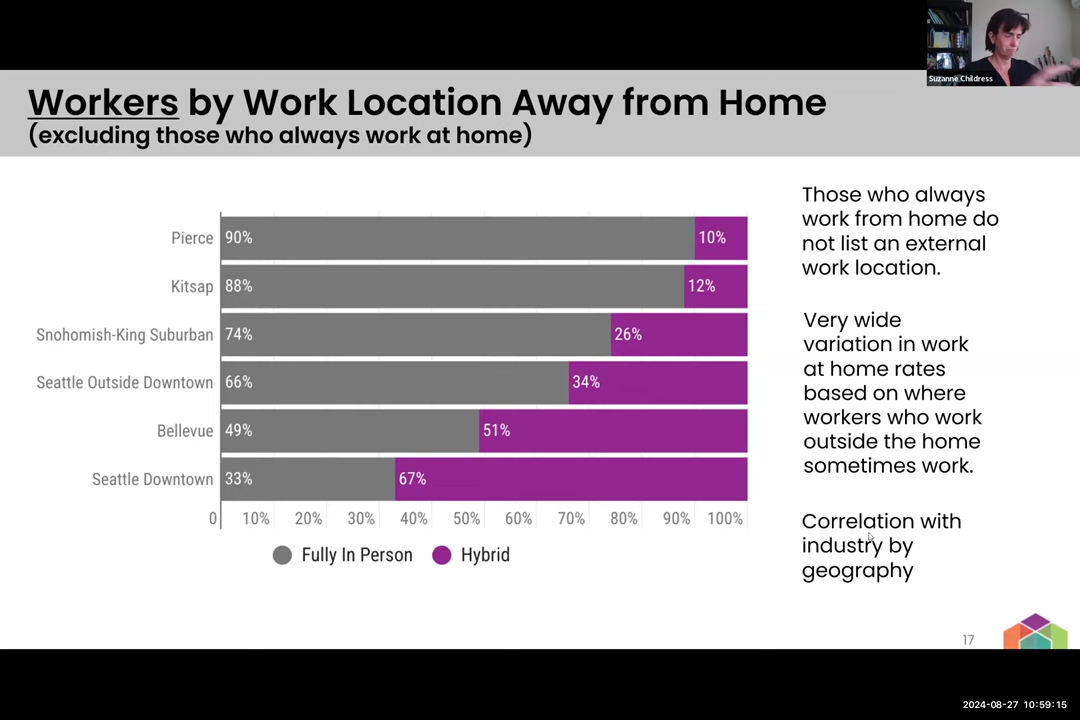 Suzanne Childress
Workers by Work Location Away from Home
(excluding those who always work at home)
Pierce 90% 10%
Kitsap 88% 12%
Snohomish-King Suburban 74% 26%
Seattle Outside Downtown 66% 34%
Bellevue 49% 51%
Seattle Downtown 33% 67%
0 10% 20% 30% 40% 50% 60% 70% 80% 90% 100%
Fully In Person Hybrid
Those who always
work from home do
not list an external
work location.
Very wide
variation in work
at home rates
based on where
workers who work
outside the home
sometimes work.
Correlation with
industry by
geography
17
2024-08-27 10:59:15